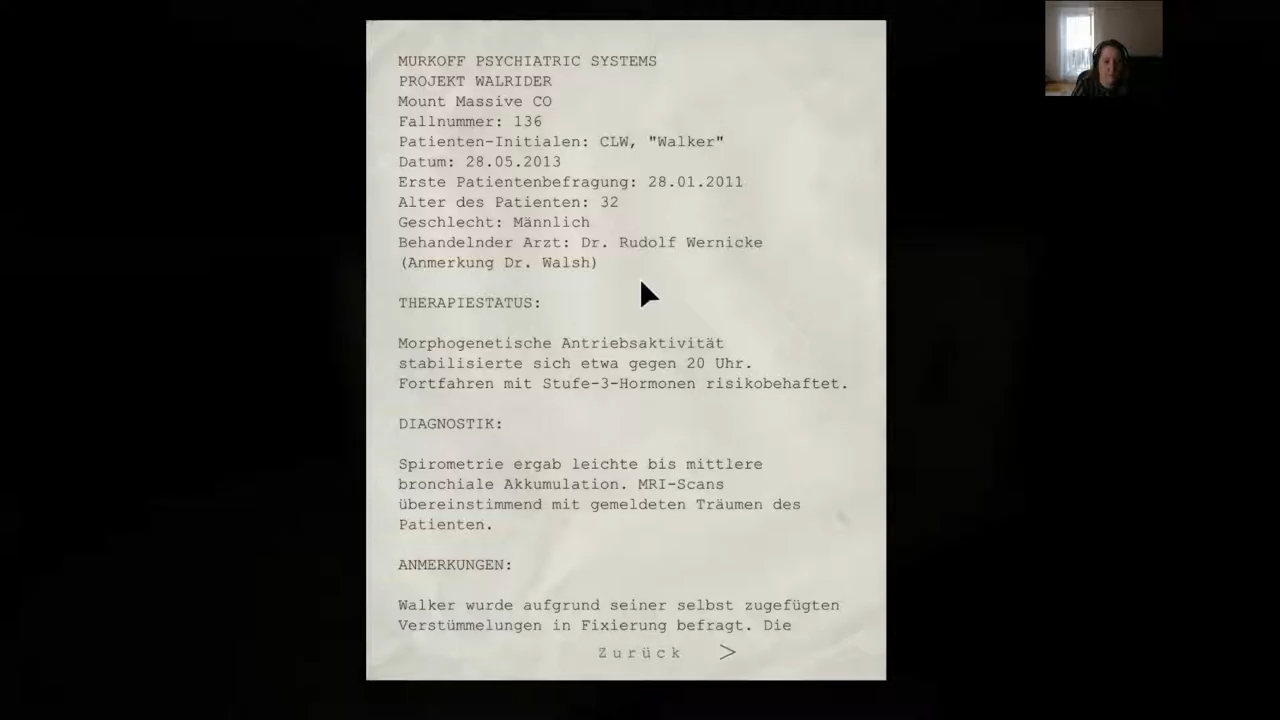 MURKOFF PSYCHIATRIC SYSTEMS
PROJEKT WALRIDER
Mount Massive CO
Fallnummer: 136
Patienten-Initialen: CLW, "Walker"
Datum: 28.05.2013
Erste Patientenbefragung: 28.01.2011
Alter des Patienten: 32
Geschlecht: Männlich
Behandelnder Arzt: Dr. Rudolf Wernicke
(Anmerkung Dr. Walsh)
THERAPIESTATUS:
Morphogenetische Antriebsaktivität
stabilisierte sich etwa gegen 20 Uhr.
Fortfahren mit Stufe-3-Hormonen risikobehaftet.
DIAGNOSTIK:
Spirometrie ergab leichte bis mittlere
bronchiale Akkumulation. MRI-Scans
übereinstimmend mit gemeldeten Träumen des
Patienten.
ANMERKUNGEN:
Walker wurde aufgrund seiner selbst zugefügten
Verstümmelungen in Fixierung befragt. Die
Zurück >